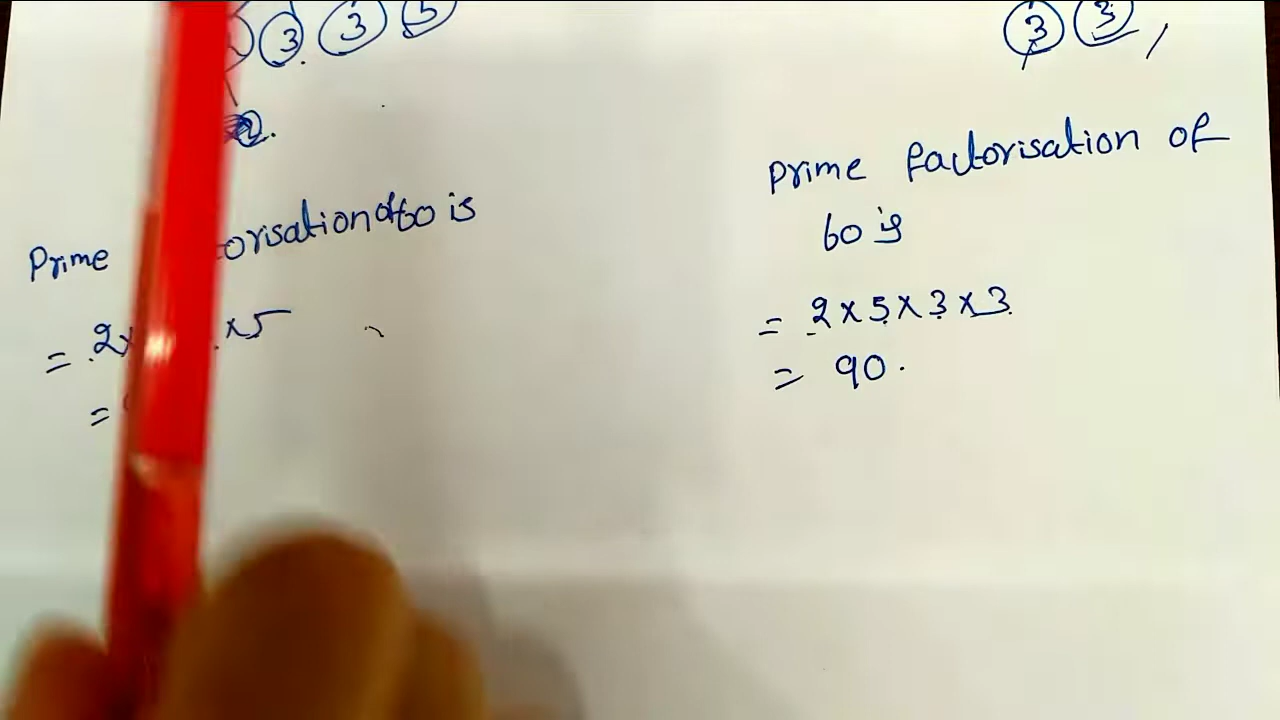 3 3 5
3 3
2.
Prime orisation of 60 is
= 2× ×5
=
Prime factorisation of
60 is
= 2×5×3×3
= 90.